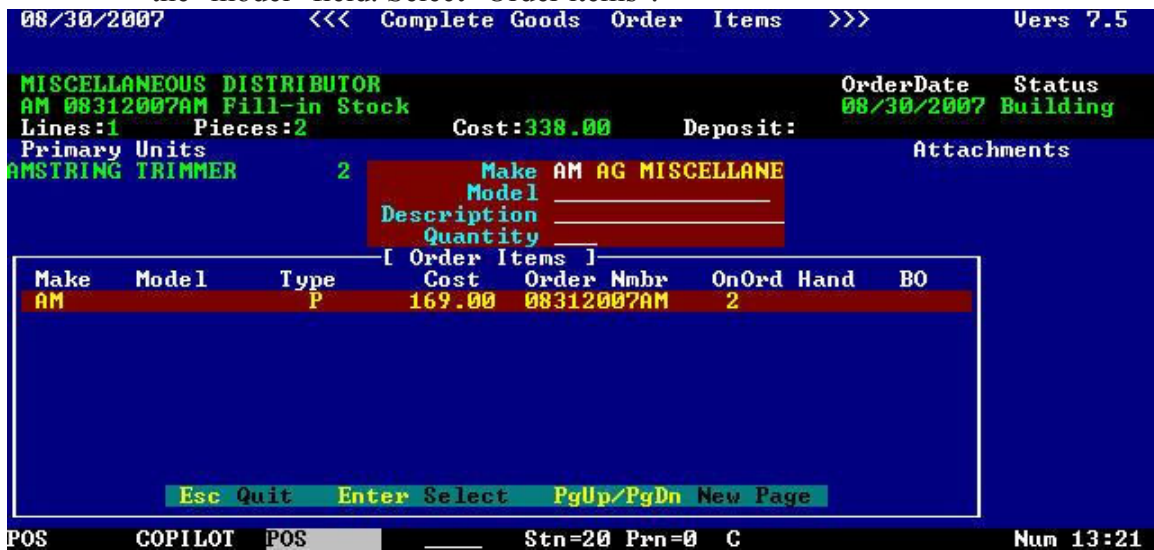 the "model" field. Select "Order Items".
08/30/2007 <<< Complete Goods Order Items >>> Vers 7.5
MISCELLANEOUS DISTRIBUTOR OrderDate Status
AM 08312007AM Fill-in Stock 08/30/2007 Building
Lines:1 Pieces:2 Cost:338.00 Deposit:
Primary Units Attachments
AMSTRING TRIMMER 2 Make AM AG MISCELLANE
Model
Description
Quantity
[ Order Items ]
Make Model Type Cost Order Nmbr OnOrd Hand BO
AM P 169.00 08312007AM 2
Esc Quit Enter Select PgUp/PgDn New Page
POS COPILOT POS Stn=20 Prn=0 C Num 13:21